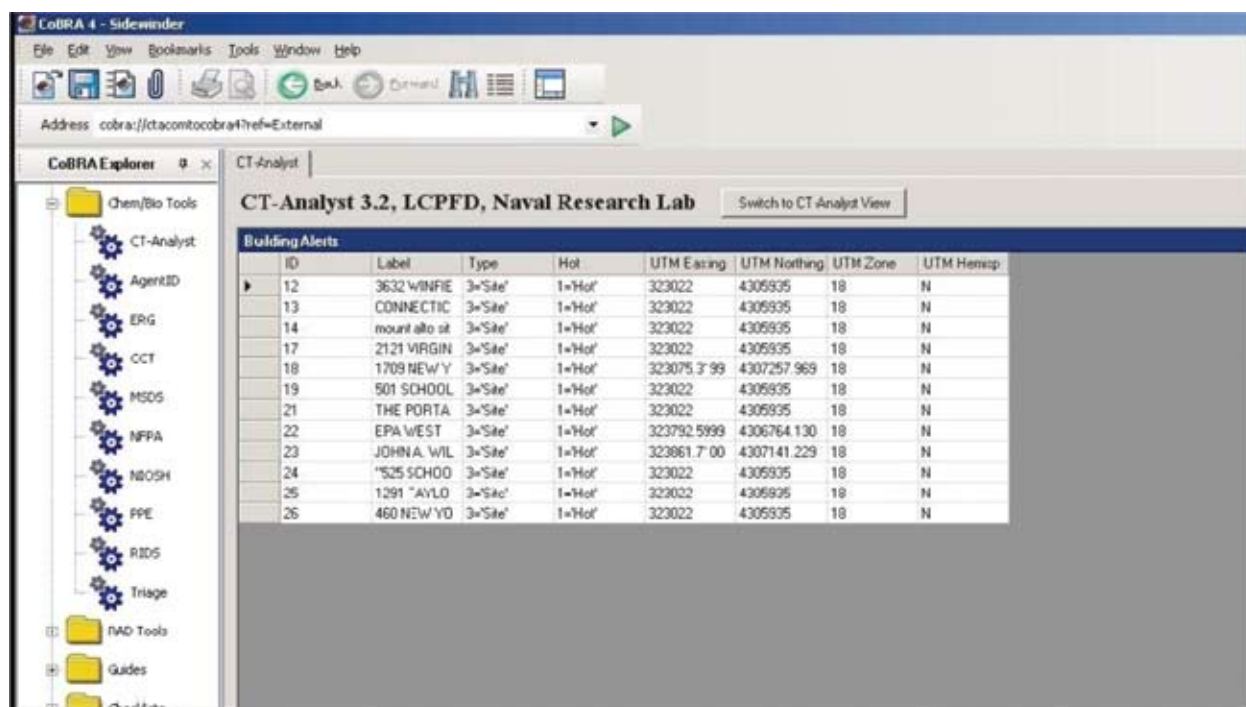 CoBRA 4 - Sidewinder
File Edit View Bookmarks Tools Window Help
Back Forward
Address cobra://ctacomtocobra4?ref=External
CoBRA Explorer CT-Analyst
Chem/Bio Tools
CT-Analyst
AgentID
ERG
CCT
MSDS
NFPA
NIOSH
PPE
RIDS
Triage
RAD Tools
Guides
CT-Analyst 3.2, LCPFD, Naval Research Lab Switch to CT-Analyst View
Building Alerts
ID Label Type Hot UTM Easting UTM Northing UTM Zone UTM Hemisp
12 3632 WINFIE 3='Site' 1='Hot' 323022 4305935 18 N
13 CONNECTIC 3='Site' 1='Hot' 323022 4305935 18 N
14 mount alto sit 3='Site' 1='Hot' 323022 4305935 18 N
17 2121 VIRGIN 3='Site' 1='Hot' 323022 4305935 18 N
18 1709 NEW Y 3='Site' 1='Hot' 4307257.969 18 N
19 501 SCHOOL 3='Site' 1='Hot' 323022 4305935 18 N
21 THE PORTA 3='Site' 1='Hot' 323022 4305935 18 N
22 EPA WEST 3='Site' 1='Hot' 323792.5999 4306764.130 18 N
23 JOHN A. WIL 3='Site' 1='Hot' 4307141.229 18 N
24 SCHOO 3='Site' 1='Hot' 323022 4305935 18 N
25 1291 3='Site' 1='Hot' 323022 4305935 18 N
26 460 NEW YO 3='Site' 1='Hot' 323022 4305935 18 N